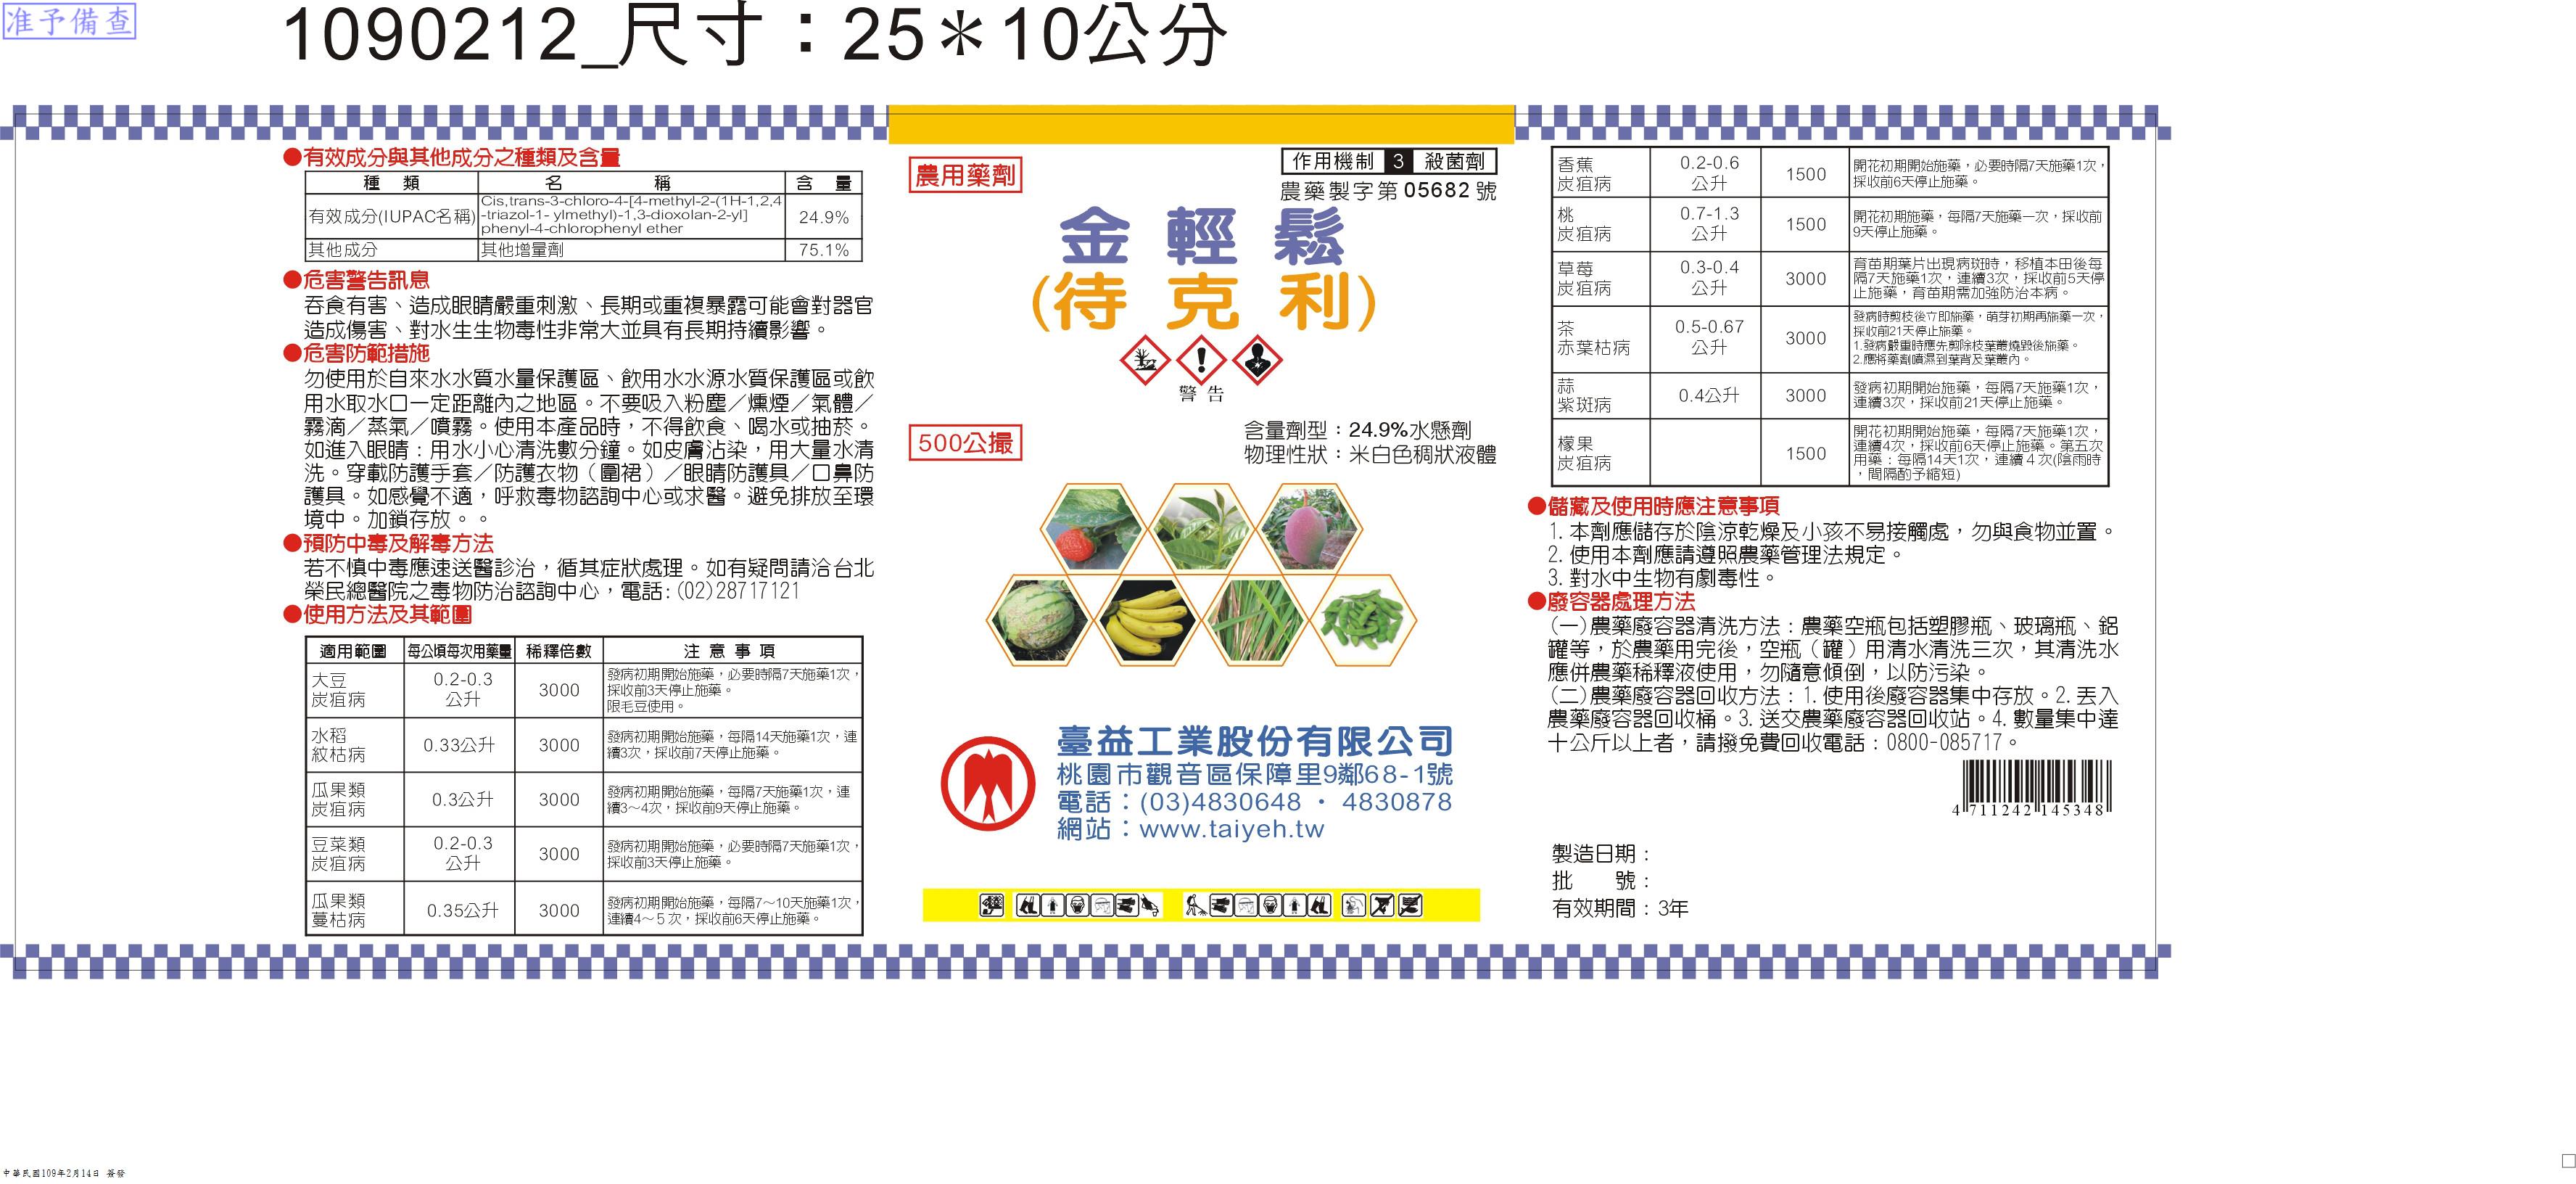 准予備查
1090212_尺寸：25＊10公分
●有效成分與其他成分之種類及含量
種 類 名 稱 含 量
有效成分(IUPAC名稱) Cis,trans-3-chloro-4-[4-methyl-2-(1H-1,2,4
-triazol-1- ylmethyl)-1,3-dioxolan-2-yl] 24.9%
phenyl-4-chlorophenyl ether
其他成分 其他增量劑 75.1%
●危害警告訊息
吞食有害、造成眼睛嚴重刺激、長期或重複暴露可能會對器官
造成傷害、對水生生物毒性非常大並具有長期持續影響。
●危害防範措施
勿使用於自來水水質水量保護區、飲用水水源水質保護區或飲
用水取水口一定距離內之地區。不要吸入粉塵／燻煙／氣體／
霧滴／蒸氣／噴霧。使用本產品時，不得飲食、喝水或抽菸。
如進入眼睛：用水小心清洗數分鐘。如皮膚沾染，用大量水清
洗。穿載防護手套／防護衣物（圍裙）／眼睛防護具／口鼻防
護具。如感覺不適，呼救毒物諮詢中心或求醫。避免排放至環
境中。加鎖存放。。
●預防中毒及解毒方法
若不慎中毒應速送醫診治，循其症狀處理。如有疑問請洽台北
榮民總醫院之毒物防治諮詢中心，電話:(02)28717121
●使用方法及其範圍
適用範圍 每公頃每次用藥量 稀釋倍數 注 意 事 項
大豆
炭疽病 0.2-0.3
公升 3000 發病初期開始施藥，必要時隔7天施藥1次，
採收前3天停止施藥。
限毛豆使用。
水稻
紋枯病 0.33公升 3000 發病初期開始施藥，每隔14天施藥1次，連
續3次，採收前7天停止施藥。
瓜果類
炭疽病 0.3公升 3000 發病初期開始施藥，每隔7天施藥1次，連
續3～4次，採收前9天停止施藥。
豆菜類
炭疽病 0.2-0.3
公升 3000 發病初期開始施藥，必要時隔7天施藥1次，
採收前3天停止施藥。
瓜果類
蔓枯病 0.35公升 3000 發病初期開始施藥，每隔7～10天施藥1次，
連續4～５次，採收前6天停止施藥。
農用藥劑
作用機制 3 殺菌劑
農藥製字第 05682 號
金輕鬆
(待克利)
警告
500公撮
含量劑型：24.9%水懸劑
物理性狀：米白色稠狀液體
臺益工業股份有限公司
桃園市觀音區保障里9鄰68-1號
電話：(03)4830648 ・ 4830878
網站：www.taiyeh.tw
香蕉
炭疽病 0.2-0.6
公升 1500 開花初期開始施藥，必要時隔7天施藥1次，
採收前6天停止施藥。
桃
炭疽病 0.7-1.3
公升 1500 開花初期施藥，每隔7天施藥一次，採收前
9天停止施藥。
草莓
炭疽病 0.3-0.4
公升 3000 育苗期葉片出現病斑時，移植本田後每
隔7天施藥1次，連續3次，採收前5天停
止施藥，育苗期需加強防治本病。
茶
赤葉枯病 0.5-0.67
公升 3000 發病時剪枝後立即施藥，萌芽初期再施藥一次，
採收前21天停止施藥。
1.發病嚴重時應先剪除枝葉叢燒毀後施藥。
2.應將藥劑噴濕到葉背及葉叢內。
蒜
紫斑病 0.4公升 3000 發病初期開始施藥，每隔7天施藥1次，
連續3次，採收前21天停止施藥。
檬果
炭疽病 1500 開花初期開始施藥，每隔7天施藥1次，
連續4次，採收前6天停止施藥。第五次
用藥：每隔14天1次，連續４次(陰雨時
，間隔酌予縮短)
●儲藏及使用時應注意事項
1.本劑應儲存於陰涼乾燥及小孩不易接觸處，勿與食物並置。
2.使用本劑應請遵照農藥管理法規定。
3.對水中生物有劇毒性。
●廢容器處理方法
(一)農藥廢容器清洗方法：農藥空瓶包括塑膠瓶、玻璃瓶、鋁
罐等，於農藥用完後，空瓶（罐）用清水清洗三次，其清洗水
應併農藥稀釋液使用，勿隨意傾倒，以防污染。
(二)農藥廢容器回收方法：1.使用後廢容器集中存放。2.丟入
農藥廢容器回收桶。3.送交農藥廢容器回收站。4.數量集中達
十公斤以上者，請撥免費回收電話：0800-085717。
4 711242 145348
製造日期：
批 號：
有效期間：3年
中華民國109年2月14日 簽發